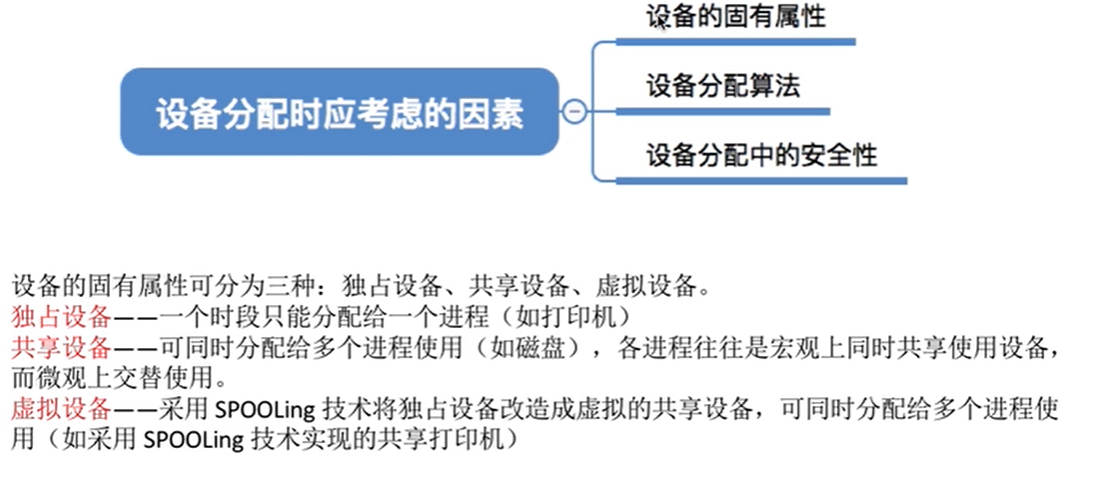 设备的固有属性
设备分配时应考虑的因素
设备分配算法
设备分配中的安全性
设备的固有属性可分为三种：独占设备、共享设备、虚拟设备。
独占设备——一个时段只能分配给一个进程（如打印机）
共享设备——可同时分配给多个进程使用（如磁盘），各进程往往是宏观上同时共享使用设备，
而微观上交替使用。
虚拟设备——采用 SPOOLing 技术将独占设备改造成虚拟的共享设备，可同时分配给多个进程使
用（如采用 SPOOLing 技术实现的共享打印机）